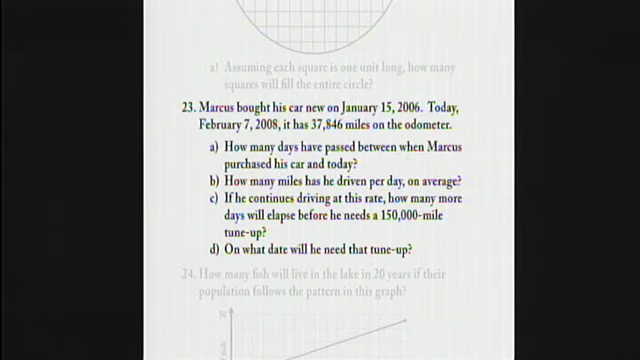 a) Assuming each square is one unit long, how many
squares will fill the entire circle?
23. Marcus bought his car new on January 15, 2006. Today,
February 7, 2008, it has 37,846 miles on the odometer.
a) How many days have passed between when Marcus
purchased his car and today?
b) How many miles has he driven per day, on average?
c) If he continues driving at this rate, how many more
days will elapse before he needs a 150,000-mile
tune-up?
d) On what date will he need that tune-up?
24. How many fish will live in the lake in 20 years if their
population follows the pattern in this graph?
50